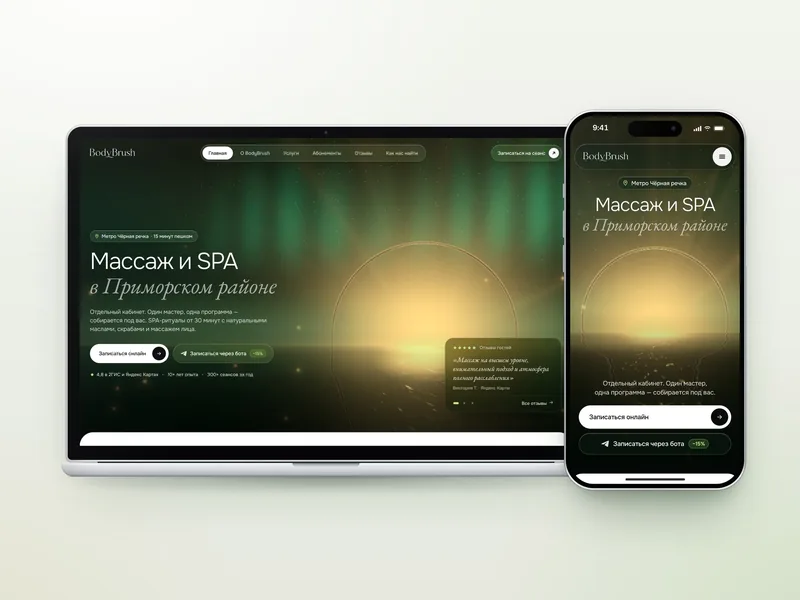 BodyBrush
Главная
О BodyBrush
Услуги
Абонементы
Отзывы
Как нас найти
Записаться на сеанс
Метро Чёрная речка · 15 минут пешком
Массаж и SPA
в Приморском районе
Отдельный кабинет. Один мастер, одна программа —
собирается под вас. SPA-ритуалы от 30 минут с натуральными
маслами, скрабами и массажем лица.
Записаться онлайн
Записаться через бота
−15%
4,8 в 2ГИС и Яндекс Картах · 10+ лет опыта · 300+ сеансов за год
Отзывы гостей
«Массаж на высшем уровне,
внимательный подход и атмосфера
полного расслабления»
Виктория Т. · Яндекс Карты
Все отзывы
9:41
BodyBrush
Метро Чёрная речка
Массаж и SPA
в Приморском районе
Отдельный кабинет. Один мастер,
одна программа — собирается под вас.
Записаться онлайн
Записаться через бота
−15%